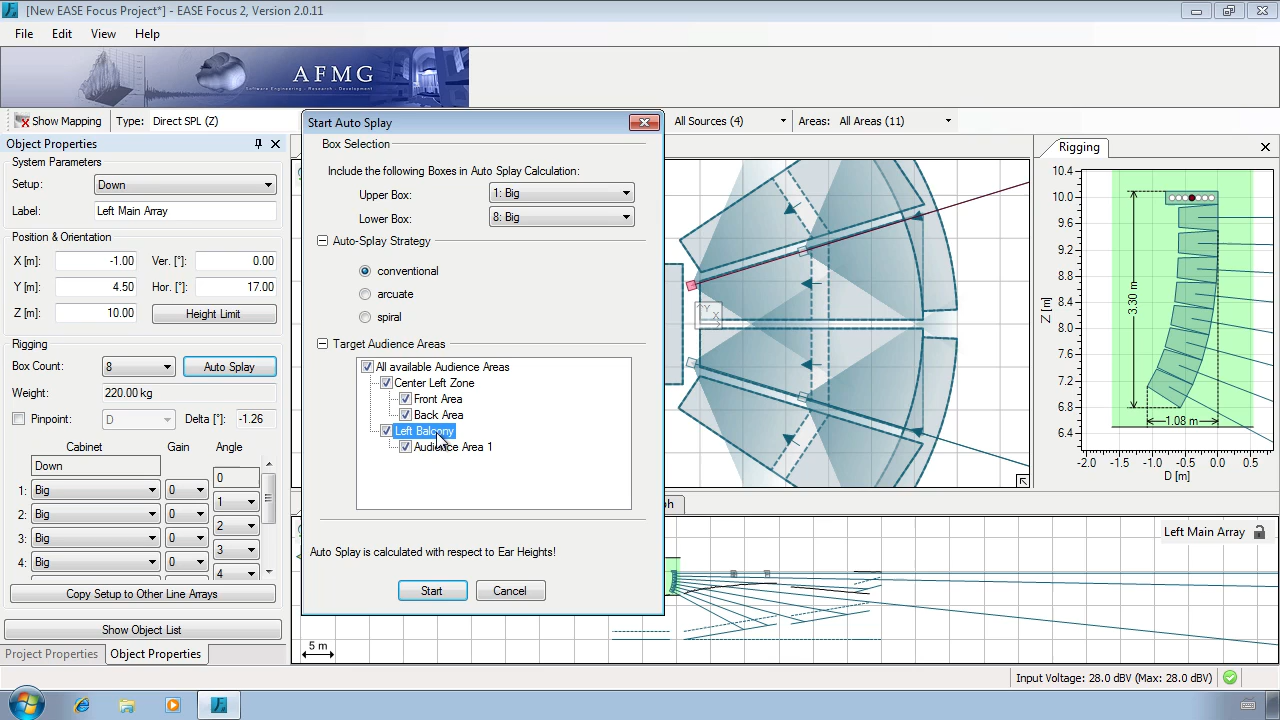 [New EASE Focus Project*] - EASE Focus 2, Version 2.0.11
File Edit View Help
AFMG
Software Engineering - Research - Development
Show Mapping Type: Direct SPL (Z) All Sources (4) Areas: All Areas (11)
Object Properties
System Parameters
Setup: Down
Label: Left Main Array
Position & Orientation
X [m]: -1.00 Ver. [°]: 0.00
Y [m]: 4.50 Hor. [°]: 17.00
Z [m]: 10.00 Height Limit
Rigging
Box Count: 8 Auto Splay
Weight: 220.00 kg
Pinpoint: D Delta [°]: -1.26
Cabinet Gain Angle
Down 0
1: Big 0 1
2: Big 0 2
3: Big 0 3
4: Big 0 4
Copy Setup to Other Line Arrays
Show Object List
Project Properties Object Properties
Start Auto Splay
Box Selection
Include the following Boxes in Auto Splay Calculation:
Upper Box: 1: Big
Lower Box: 8: Big
Auto-Splay Strategy
conventional
arcuate
spiral
Target Audience Areas
All available Audience Areas
Center Left Zone
Front Area
Back Area
Left Balcony
Audience Area 1
Auto Splay is calculated with respect to Ear Heights!
Start Cancel
Y X
Rigging
10.4
10.0
9.6
9.2
8.8
8.4
8.0
7.6
7.2
6.8
6.4
Z [m]
3.30 m
1.08 m
-2.0 -1.5 -1.0 -0.5 0.0 0.5
D [m]
Left Main Array
5 m
Input Voltage: 28.0 dBV (Max: 28.0 dBV)